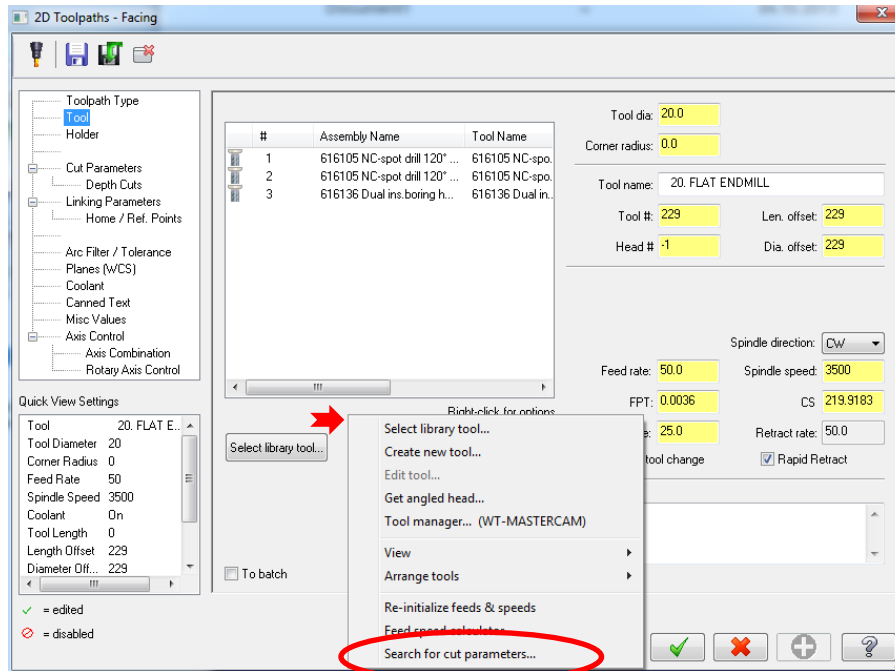 2D Toolpaths - Facing
Toolpath Type
Tool
Holder
Cut Parameters
Depth Cuts
Linking Parameters
Home / Ref. Points
Arc Filter / Tolerance
Planes (WCS)
Coolant
Canned Text
Misc Values
Axis Control
Axis Combination
Rotary Axis Control
Quick View Settings
Tool 20. FLAT E...
Tool Diameter 20
Corner Radius 0
Feed Rate 50
Spindle Speed 3500
Coolant On
Tool Length 0
Length Offset 229
Diameter Off... 229
✓ = edited
= disabled
# Assembly Name Tool Name
1 616105 NC-spot drill 120° ... 616105 NC-spo.
2 616105 NC-spot drill 120° ... 616105 NC-spo.
3 616136 Dual ins.boring h... 616136 Dual in..
Right-click for options
Select library tool...
To batch
Select library tool...
Create new tool...
Edit tool...
Get angled head...
Tool manager... (WT-MASTERCAM)
View
Arrange tools
Re-initialize feeds & speeds
Feed speed calculator...
Search for cut parameters...
Tool dia: 20.0
Corner radius: 0.0
Tool name: 20. FLAT ENDMILL
Tool #: 229 Len. offset: 229
Head # -1 Dia. offset: 229
Spindle direction: CW
Feed rate: 50.0 Spindle speed: 3500
FPT: 0.0036 CS 219.9183
25.0 Retract rate: 50.0
tool change Rapid Retract